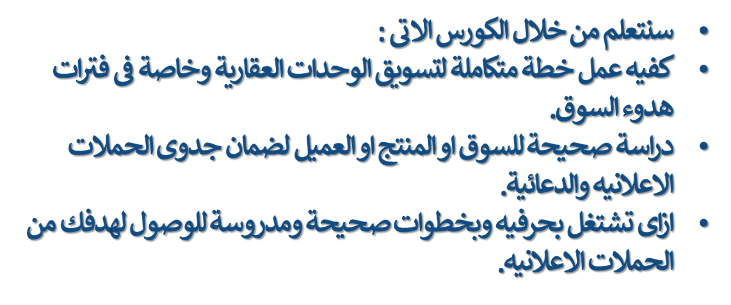 • سنتعلم من خلال الكورس الاتى :
• كفيه عمل خطة متكاملة لتسويق الوحدات العقارية وخاصة فى فترات
هدوء السوق.
• دراسة صحيحة للسوق او المنتج او العميل لضمان جدوى الحملات
الاعلانيه والدعائية.
• ازاى تشتغل بحرفيه وبخطوات صحيحة ومدروسة للوصول لهدفك من
الحملات الاعلانيه.